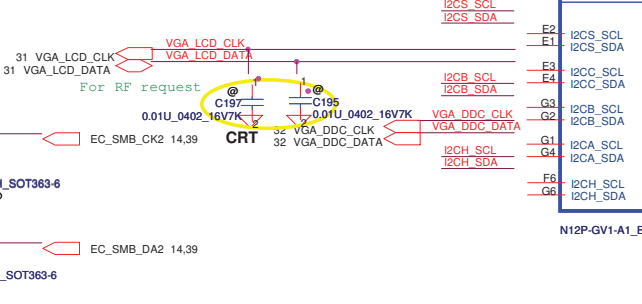 I2CS_SCL
I2CS_SDA
E2 I2CS_SCL
E1 I2CS_SDA
VGA_LCD_CLK
31 VGA_LCD_CLK
VGA_LCD_DATA
31 VGA_LCD_DATA
E3 I2CC_SCL
E4 I2CC_SDA
I2CB_SCL
I2CB_SDA
For RF request
1 1
@ @
C197 C195
0.01U_0402_16V7K 0.01U_0402_16V7K
2 2
G3 I2CB_SCL
G2 I2CB_SDA
VGA_DDC_CLK
VGA_DDC_DATA
CRT
32 VGA_DDC_CLK
32 VGA_DDC_DATA
EC_SMB_CK2 14,39
G1 I2CA_SCL
G4 I2CA_SDA
I2CH_SCL
I2CH_SDA
_SOT363-6
F6 I2CH_SCL
G6 I2CH_SDA
N12P-GV1-A1_B
EC_SMB_DA2 14,39
_SOT363-6